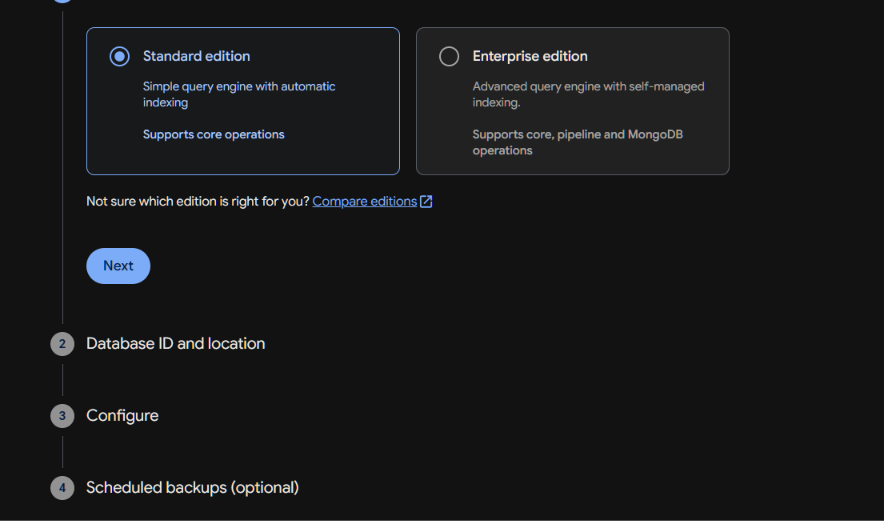 Standard edition
Simple query engine with automatic
indexing
Supports core operations
Enterprise edition
Advanced query engine with self-managed
indexing.
Supports core, pipeline and MongoDB
operations
Not sure which edition is right for you? Compare editions
Next
2 Database ID and location
3 Configure
4 Scheduled backups (optional)